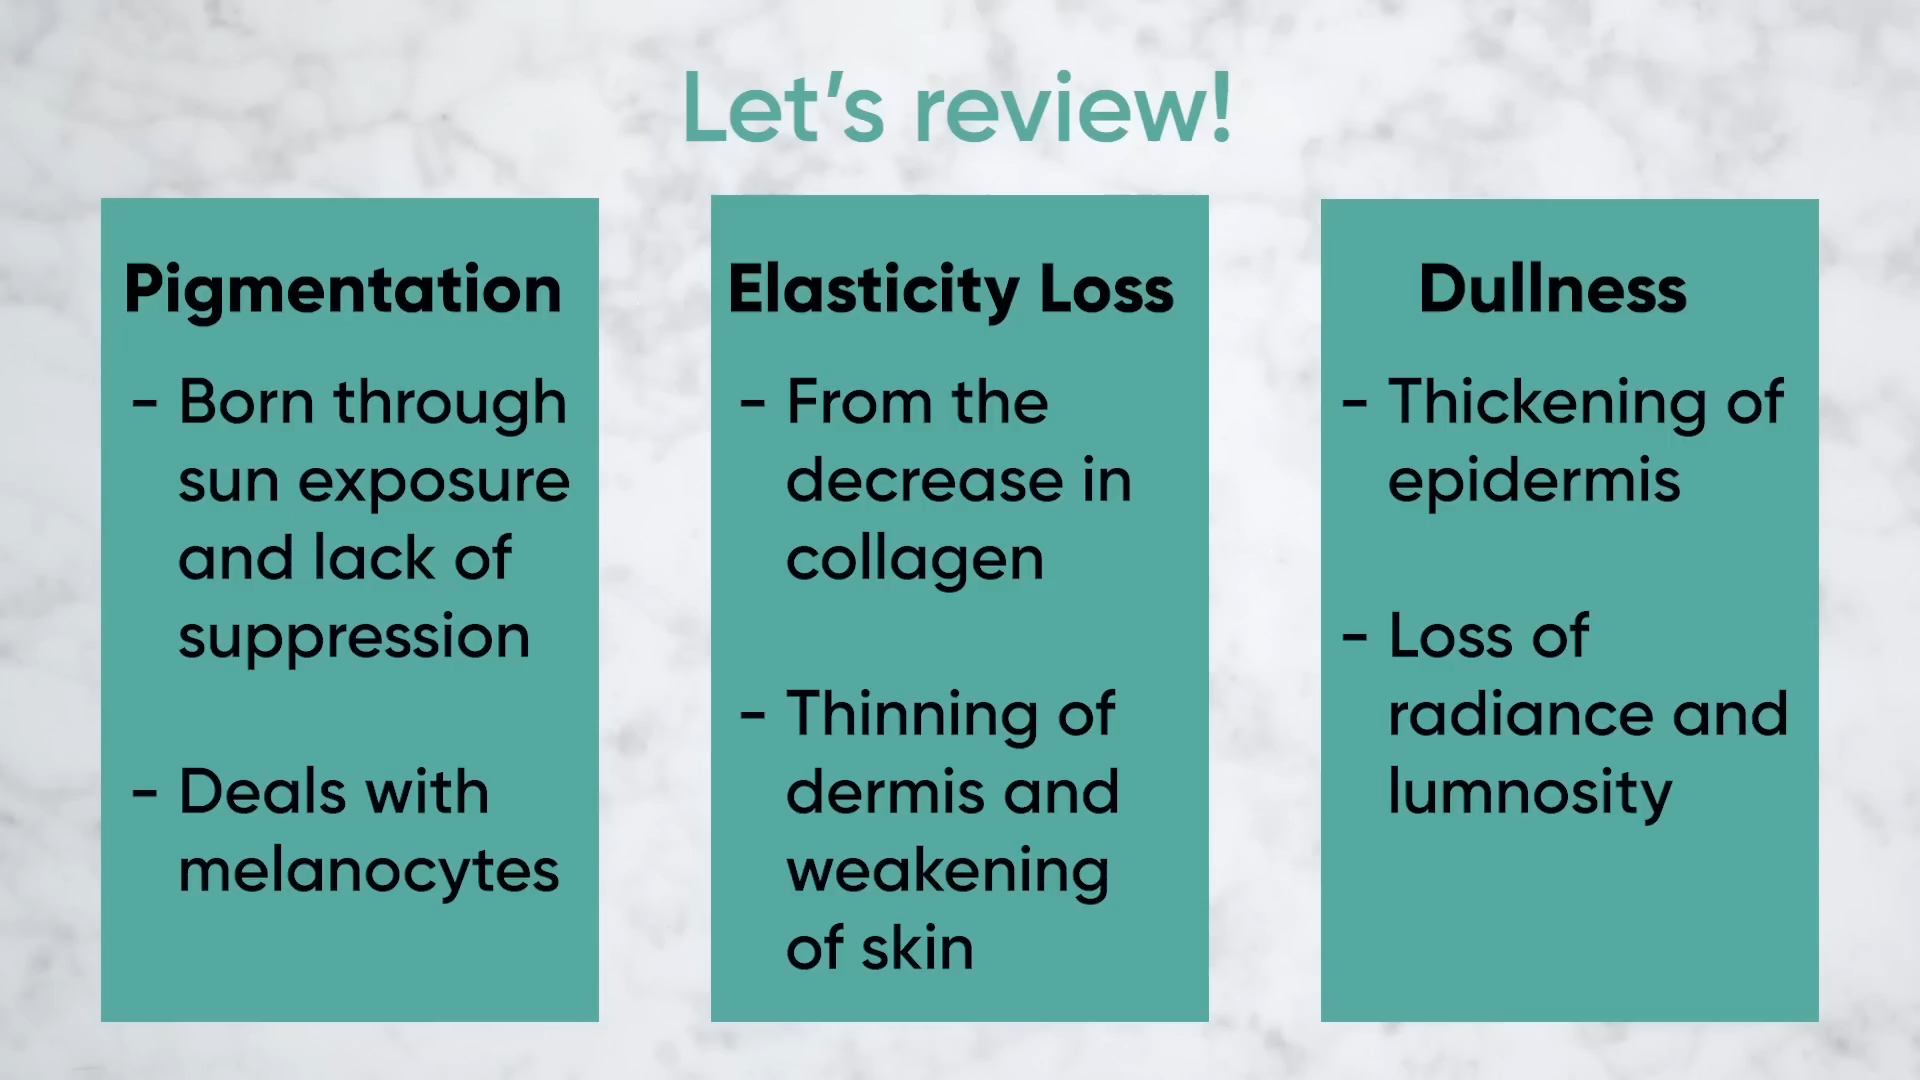 Let’s review!
Pigmentation
- Born through
sun exposure
and lack of
suppression
- Deals with
melanocytes
Elasticity Loss
- From the
decrease in
collagen
- Thinning of
dermis and
weakening
of skin
Dullness
- Thickening of
epidermis
- Loss of
radiance and
lumnosity